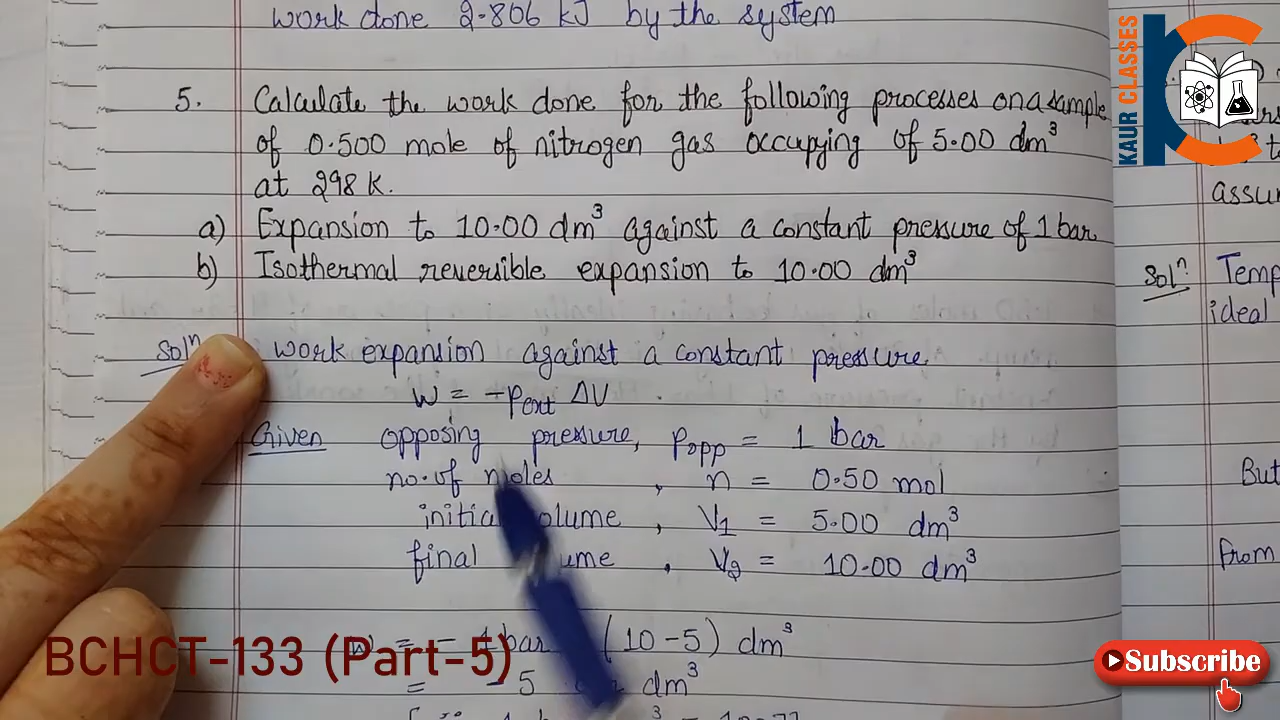 work done 2.806 kJ by the system
5. Calculate the work done for the following processes on a sample
of 0.500 mole of nitrogen gas occupying of 5.00 dm³
at 298 K.
a) Expansion to 10.00 dm³ against a constant pressure of 1 bar.
b) Isothermal reversible expansion to 10.00 dm³
Solⁿ work expansion against a constant pressure
W = -Pext ΔV
Given opposing pressure, Popp = 1 bar
no. of moles , n = 0.50 mol
initial volume , V1 = 5.00 dm³
final ume , V2 = 10.00 dm³
W = - 1 bar (10-5) dm³
= -5 dm³
KAUR CLASSES
assu
Solⁿ Temp
ideal
But
from
BCHCT-133 (Part-5)
Subscribe